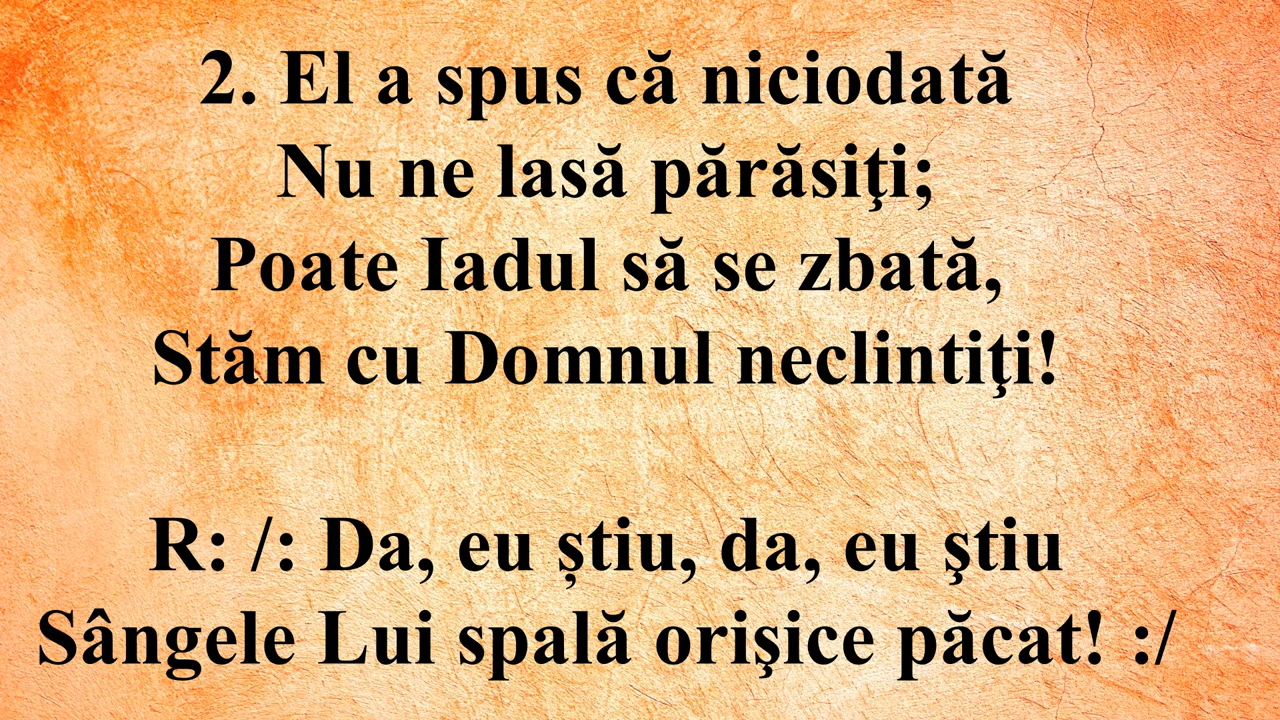 2. El a spus că niciodată
Nu ne lasă părăsiţi;
Poate Iadul să se zbată,
Stăm cu Domnul neclintiţi!
R: /: Da, eu știu, da, eu ştiu
Sângele Lui spală orişice păcat! :/